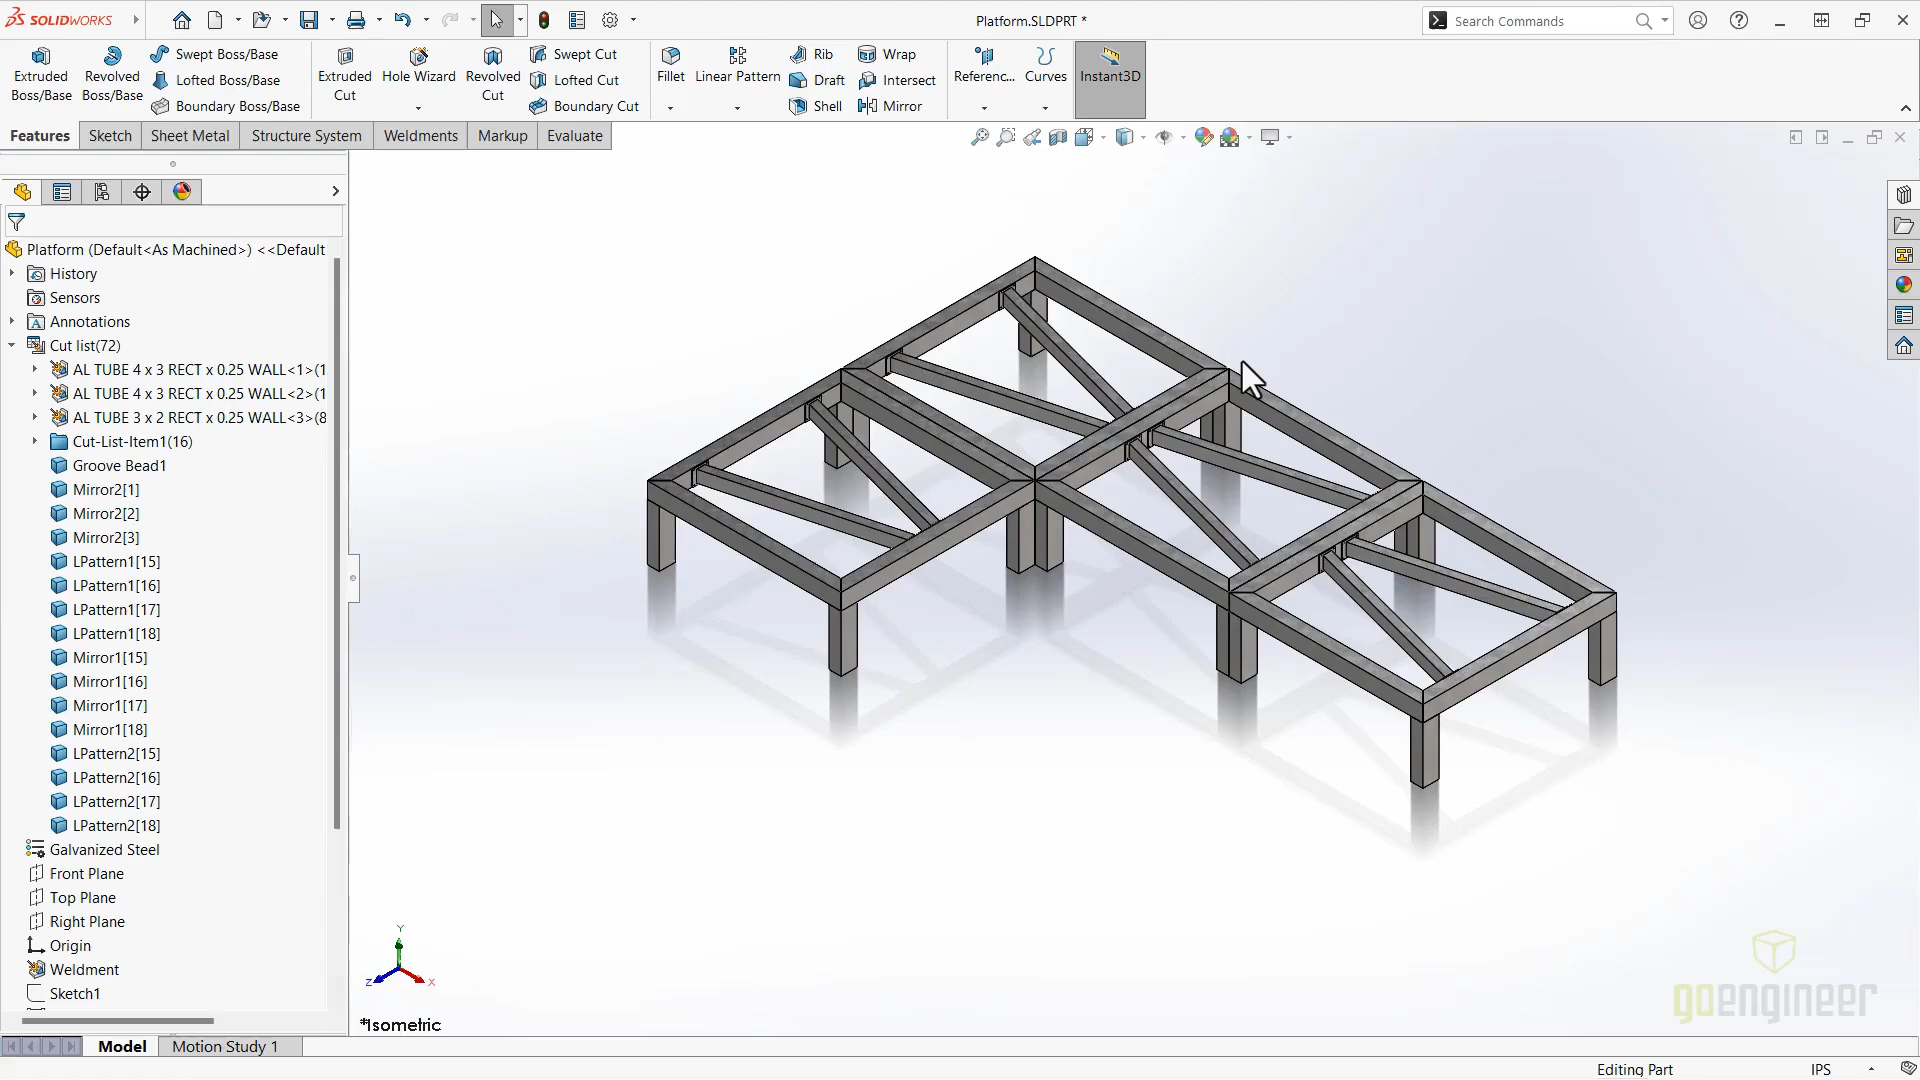 SOLIDWORKS
Platform.SLDPRT *
Search Commands
Extruded Boss/Base
Revolved Boss/Base
Swept Boss/Base
Lofted Boss/Base
Boundary Boss/Base
Extruded Cut
Hole Wizard
Revolved Cut
Swept Cut
Lofted Cut
Boundary Cut
Fillet
Linear Pattern
Rib
Draft
Shell
Wrap
Intersect
Mirror
Referenc...
Curves
Instant3D
Features
Sketch
Sheet Metal
Structure System
Weldments
Markup
Evaluate
Platform (Default<As Machined>) <<Default
History
Sensors
Annotations
Cut list(72)
AL TUBE 4 x 3 RECT x 0.25 WALL<1>(1
AL TUBE 4 x 3 RECT x 0.25 WALL<2>(1
AL TUBE 3 x 2 RECT x 0.25 WALL<3>(8
Cut-List-Item1(16)
Groove Bead1
Mirror2[1]
Mirror2[2]
Mirror2[3]
LPattern1[15]
LPattern1[16]
LPattern1[17]
LPattern1[18]
Mirror1[15]
Mirror1[16]
Mirror1[17]
Mirror1[18]
LPattern2[15]
LPattern2[16]
LPattern2[17]
LPattern2[18]
Galvanized Steel
Front Plane
Top Plane
Right Plane
Origin
Weldment
Sketch1
Y
Z
X
*Isometric
goengineer
Model
Motion Study 1
Editing Part
IPS